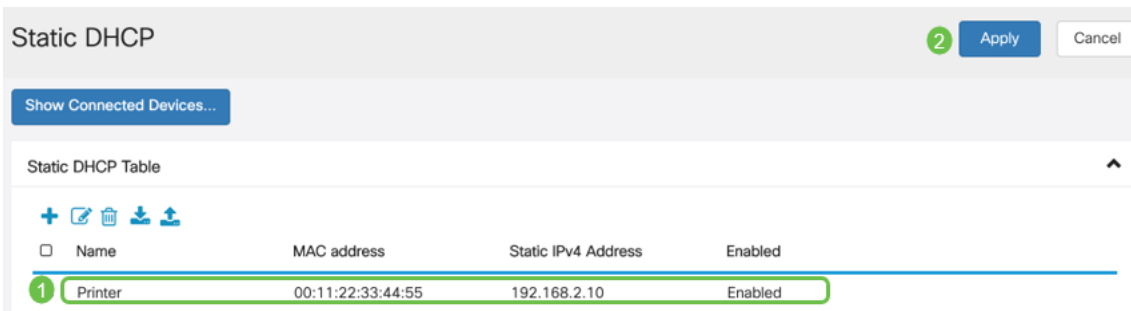 Static DHCP
2 Apply Cancel
Show Connected Devices...
Static DHCP Table
Name MAC address Static IPv4 Address Enabled
1 Printer 00:11:22:33:44:55 192.168.2.10 Enabled